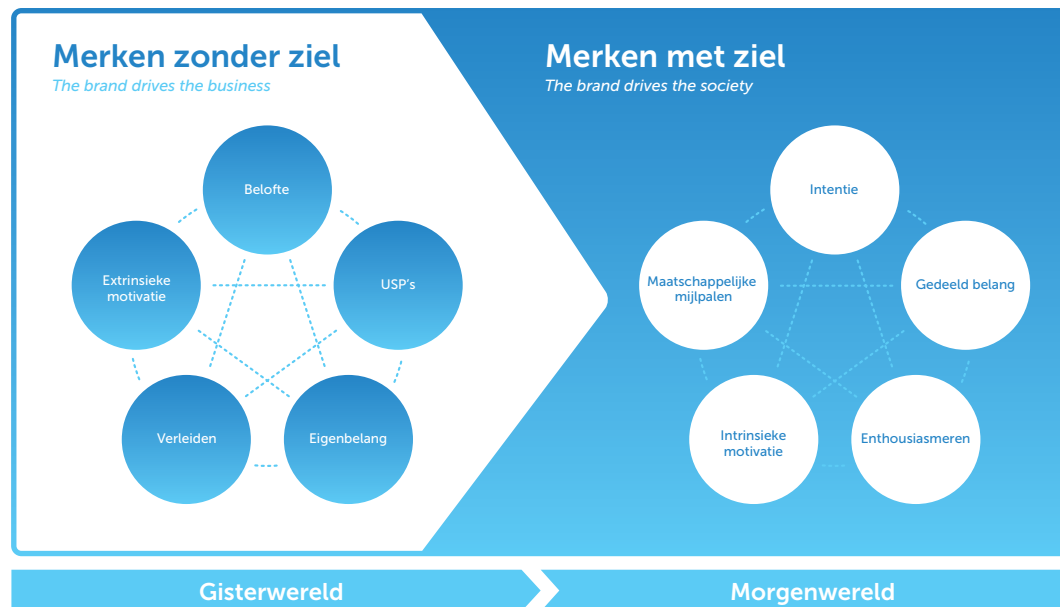 Merken zonder ziel
The brand drives the business
Belofte
Extrinsieke
motivatie
USP's
Verleiden
Eigenbelang
Merken met ziel
The brand drives the society
Intentie
Maatschappelijke
mijlpalen
Gedeeld belang
Intrinsieke
motivatie
Enthousiasmeren
Gisterwereld
Morgenwereld